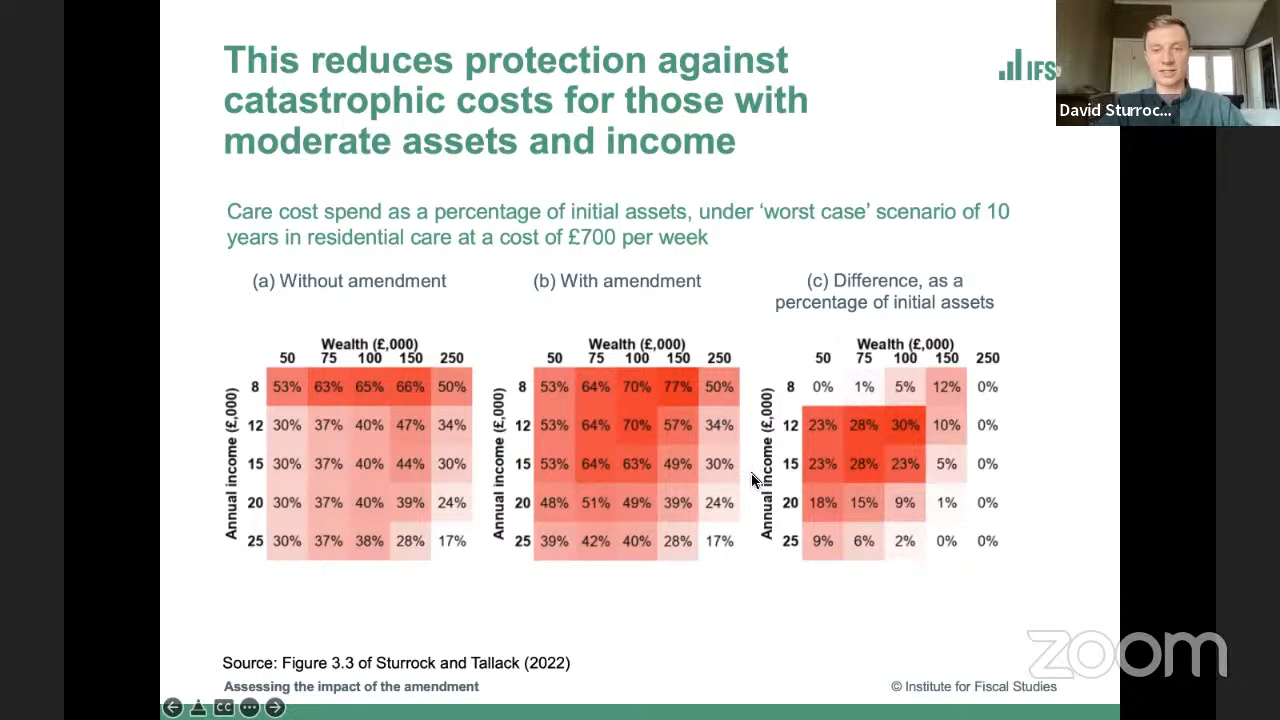 This reduces protection against
catastrophic costs for those with
moderate assets and income
IFS
David Sturroc...
Care cost spend as a percentage of initial assets, under ‘worst case’ scenario of 10
years in residential care at a cost of £700 per week
(a) Without amendment
Wealth (£,000)
50 75 100 150 250
Annual income (£,000)
8 53% 63% 65% 66% 50%
12 30% 37% 40% 47% 34%
15 30% 37% 40% 44% 30%
20 30% 37% 40% 39% 24%
25 30% 37% 38% 28% 17%
(b) With amendment
Wealth (£,000)
50 75 100 150 250
Annual income (£,000)
8 53% 64% 70% 77% 50%
12 53% 64% 70% 57% 34%
15 53% 64% 63% 49% 30%
20 48% 51% 49% 39% 24%
25 39% 42% 40% 28% 17%
(c) Difference, as a
percentage of initial assets
Wealth (£,000)
50 75 100 150 250
Annual income (£,000)
8 0% 1% 5% 12% 0%
12 23% 28% 30% 10% 0%
15 23% 28% 23% 5% 0%
20 18% 15% 9% 1% 0%
25 9% 6% 2% 0% 0%
Source: Figure 3.3 of Sturrock and Tallack (2022)
Assessing the impact of the amendment
© Institute for Fiscal Studies
zoom
CC